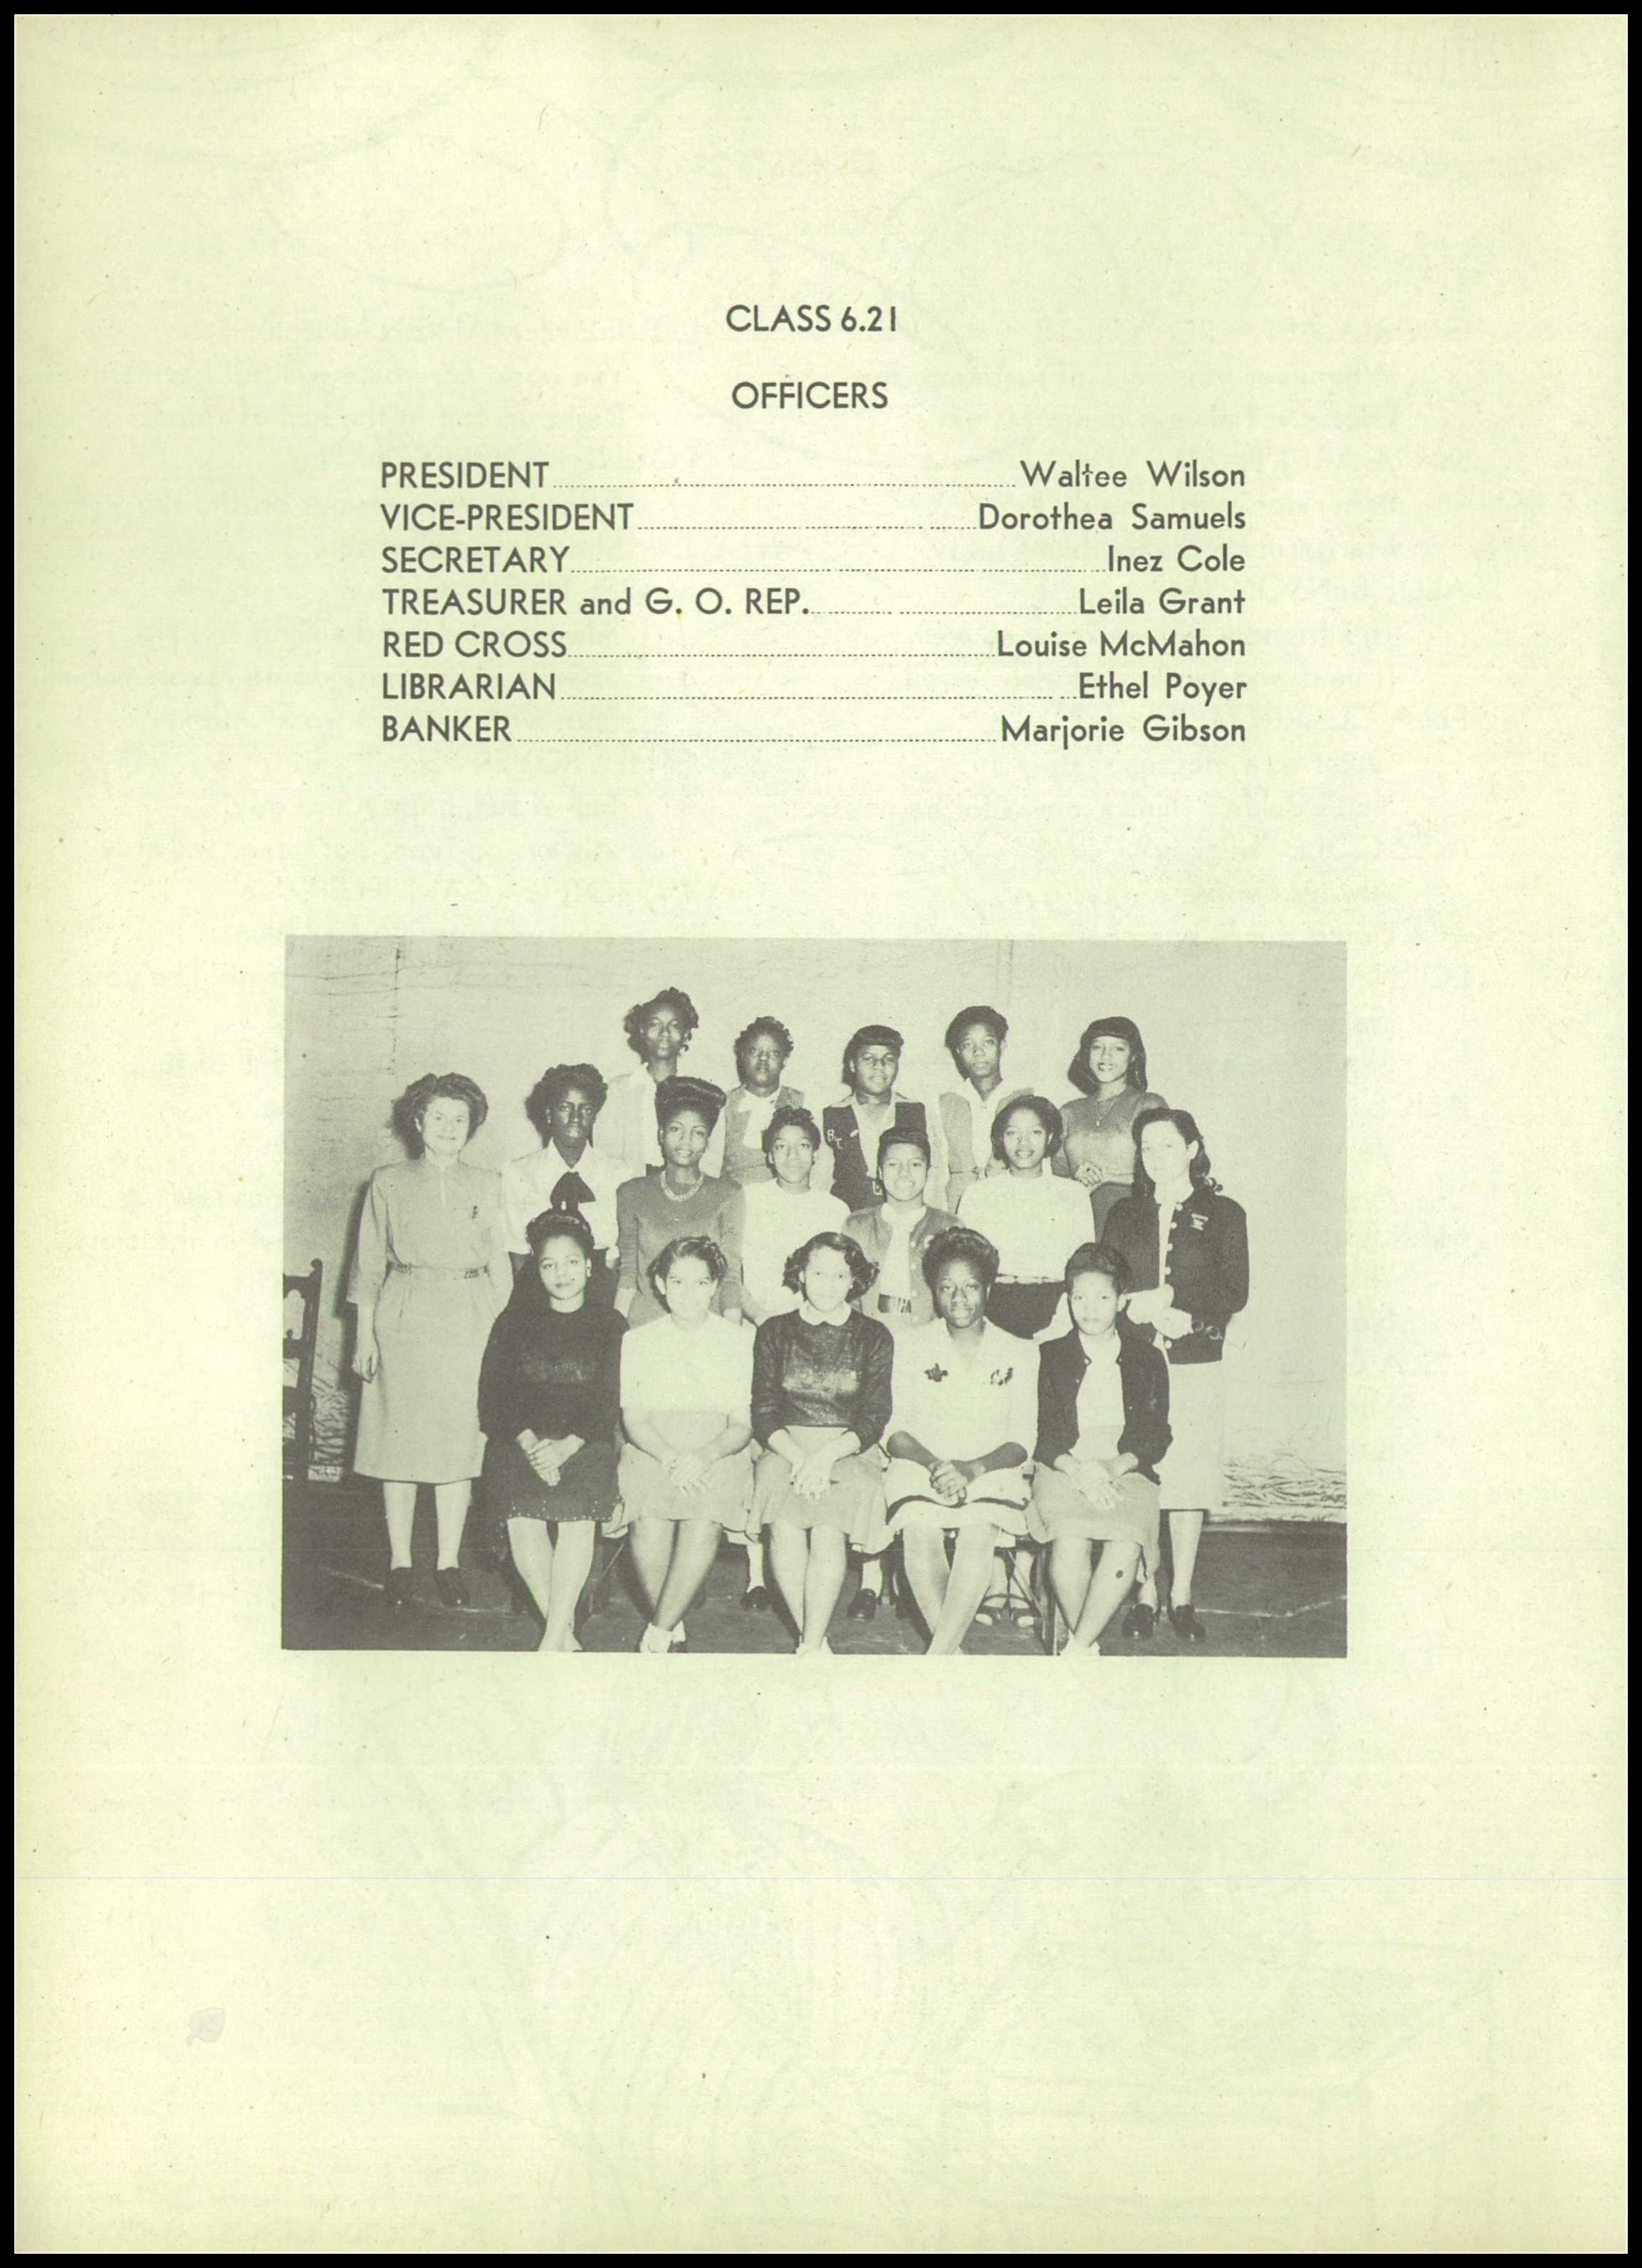 CLASS 6.21
OFFICERS
PRESIDENT Waltee Wilson
VICE-PRESIDENT Dorothea Samuels
SECRETARY Inez Cole
TREASURER and G. O. REP. Leila Grant
RED CROSS Louise McMahon
LIBRARIAN Ethel Poyer
BANKER Marjorie Gibson